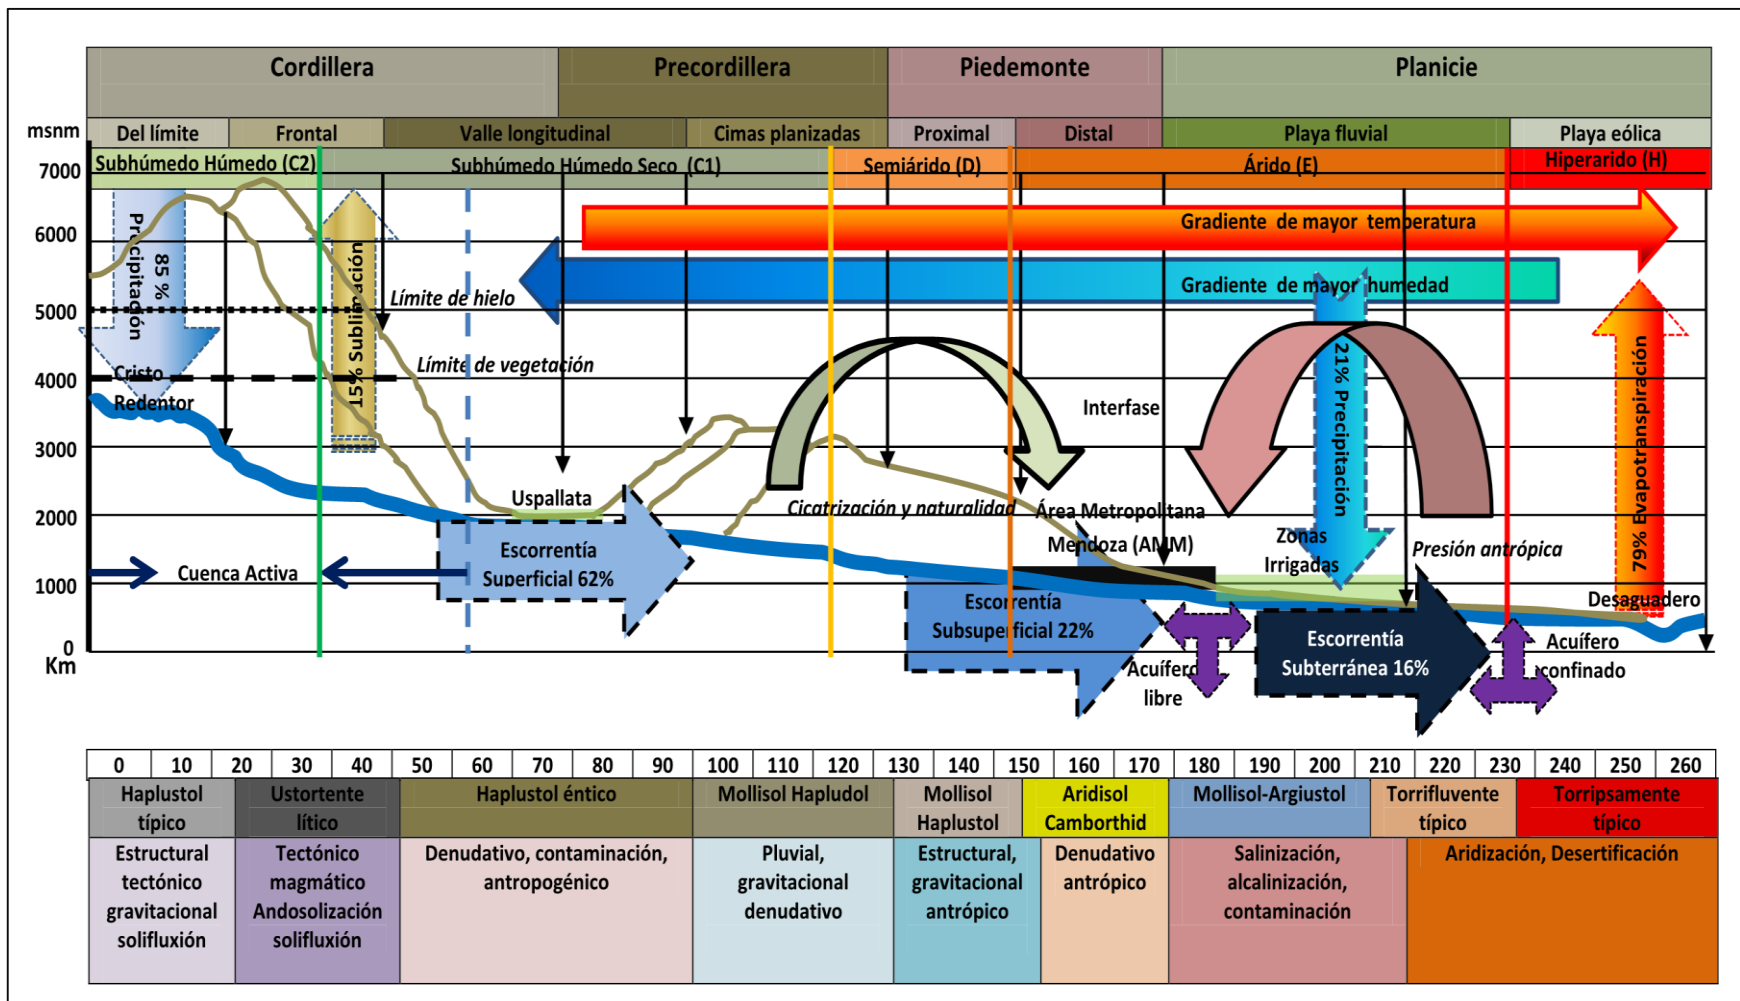 Cordillera
Precordillera
Piedemonte
Planicie
msnm
Del límite
Frontal
Valle longitudinal
Cimas planizadas
Proximal
Distal
Playa fluvial
Playa eólica
Subhúmedo Húmedo (C2)
Subhúmedo Húmedo Seco (C1)
Semiárido (D)
Árido (E)
Hiperarido (H)
7000
6000
5000
4000
3000
2000
1000
0
Km
Precipitación
85 %
15% Sublimación
Gradiente de mayor temperatura
Gradiente de mayor humedad
Límite de hielo
Límite de vegetación
Cristo
Redentor
Interfase
21% Precipitación
79% Evapotranspiración
Uspallata
Cicatrización y naturalidad
Área Metropolitana
Mendoza (AMM)
Zonas
Irrigadas
Presión antrópica
Cuenca Activa
Escorrentía
Superficial 62%
Escorrentía
Subsuperficial 22%
Desaguadero
Acuífero
libre
Escorrentía
Subterránea 16%
Acuífero
confinado
0 10 20 30 40 50 60 70 80 90 100 110 120 130 140 150 160 170 180 190 200 210 220 230 240 250 260
Haplustol
típico
Ustortente
lítico
Haplustol éntico
Mollisol Hapludol
Mollisol
Haplustol
Aridisol
Camborthid
Mollisol-Argiustol
Torrifluvente
típico
Torripsamente
típico
Estructural
tectónico
gravitacional
solifluxión
Tectónico
magmático
Andosolización
solifluxión
Denudativo, contaminación,
antropogénico
Pluvial,
gravitacional
denudativo
Estructural,
gravitacional
antrópico
Denudativo
antrópico
Salinización,
alcalinización,
contaminación
Aridización, Desertificación